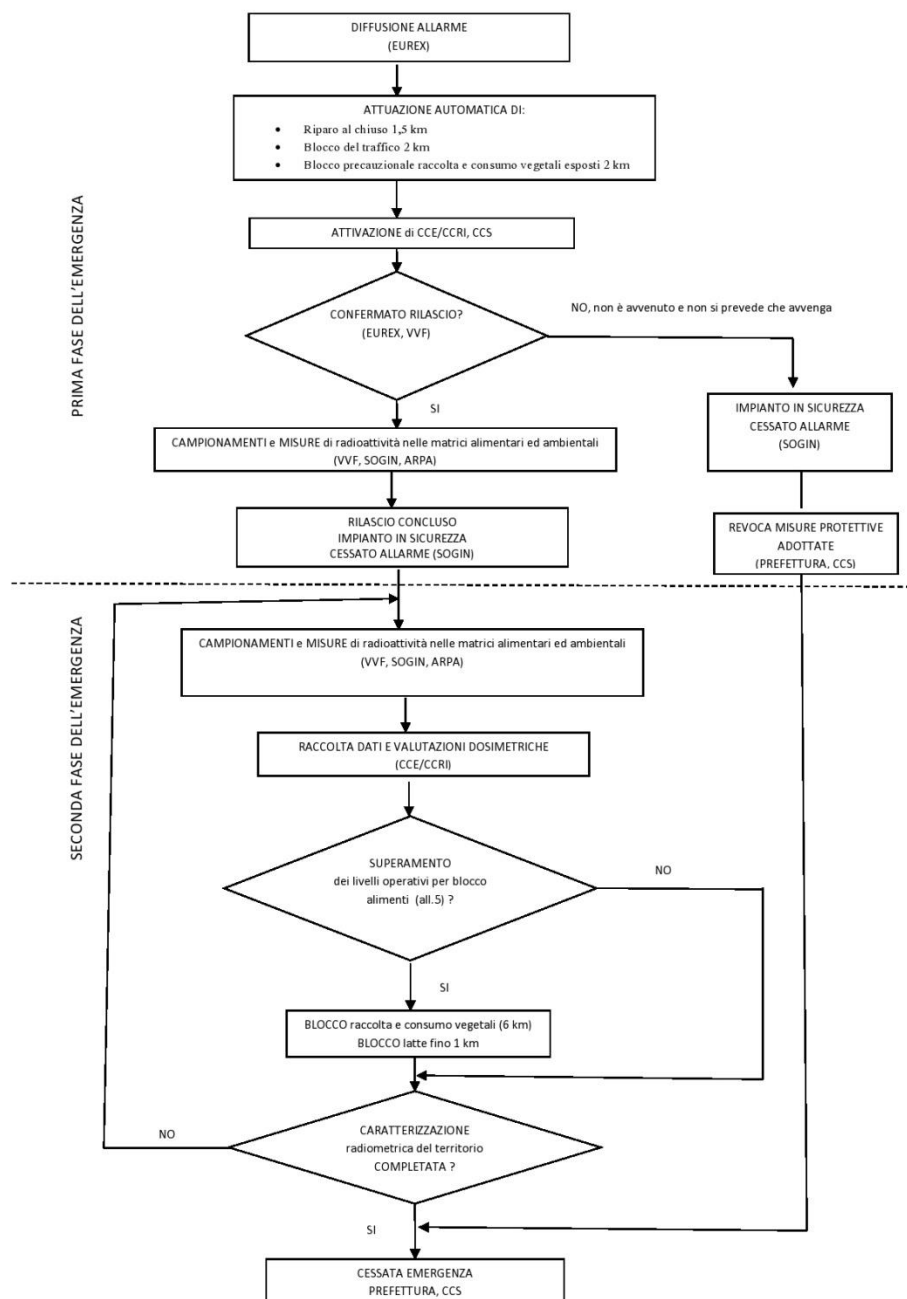 DIFFUSIONE ALLARME
(EUREX)
ATTUAZIONE AUTOMATICA DI:
• Riparo al chiuso 1,5 km
• Blocco del traffico 2 km
• Blocco precauzionale raccolta e consumo vegetali esposti 2 km
PRIMA FASE DELL'EMERGENZA
ATTIVAZIONE di CCE/CCRI, CCS
CONFERMATO RILASCIO?
(EUREX, VVF)
NO, non è avvenuto e non si prevede che avvenga
SI
IMPIANTO IN SICUREZZA
CESSATO ALLARME
(SOGIN)
CAMPIONAMENTI e MISURE di radioattività nelle matrici alimentari ed ambientali
(VVF, SOGIN, ARPA)
RILASCIO CONCLUSO
IMPIANTO IN SICUREZZA
CESSATO ALLARME (SOGIN)
REVOCA MISURE PROTETTIVE
ADOTTATE
(PREFETTURA, CCS)
SECONDA FASE DELL'EMERGENZA
CAMPIONAMENTI e MISURE di radioattività nelle matrici alimentari ed ambientali
(VVF, SOGIN, ARPA)
RACCOLTA DATI E VALUTAZIONI DOSIMETRICHE
(CCE/CCRI)
SUPERAMENTO
dei livelli operativi per blocco
alimenti (all.5) ?
NO
SI
BLOCCO raccolta e consumo vegetali (6 km)
BLOCCO latte fino 1 km
CARATTERIZZAZIONE
radiometrica del territorio
COMPLETATA ?
NO
SI
CESSATA EMERGENZA
PREFETTURA, CCS